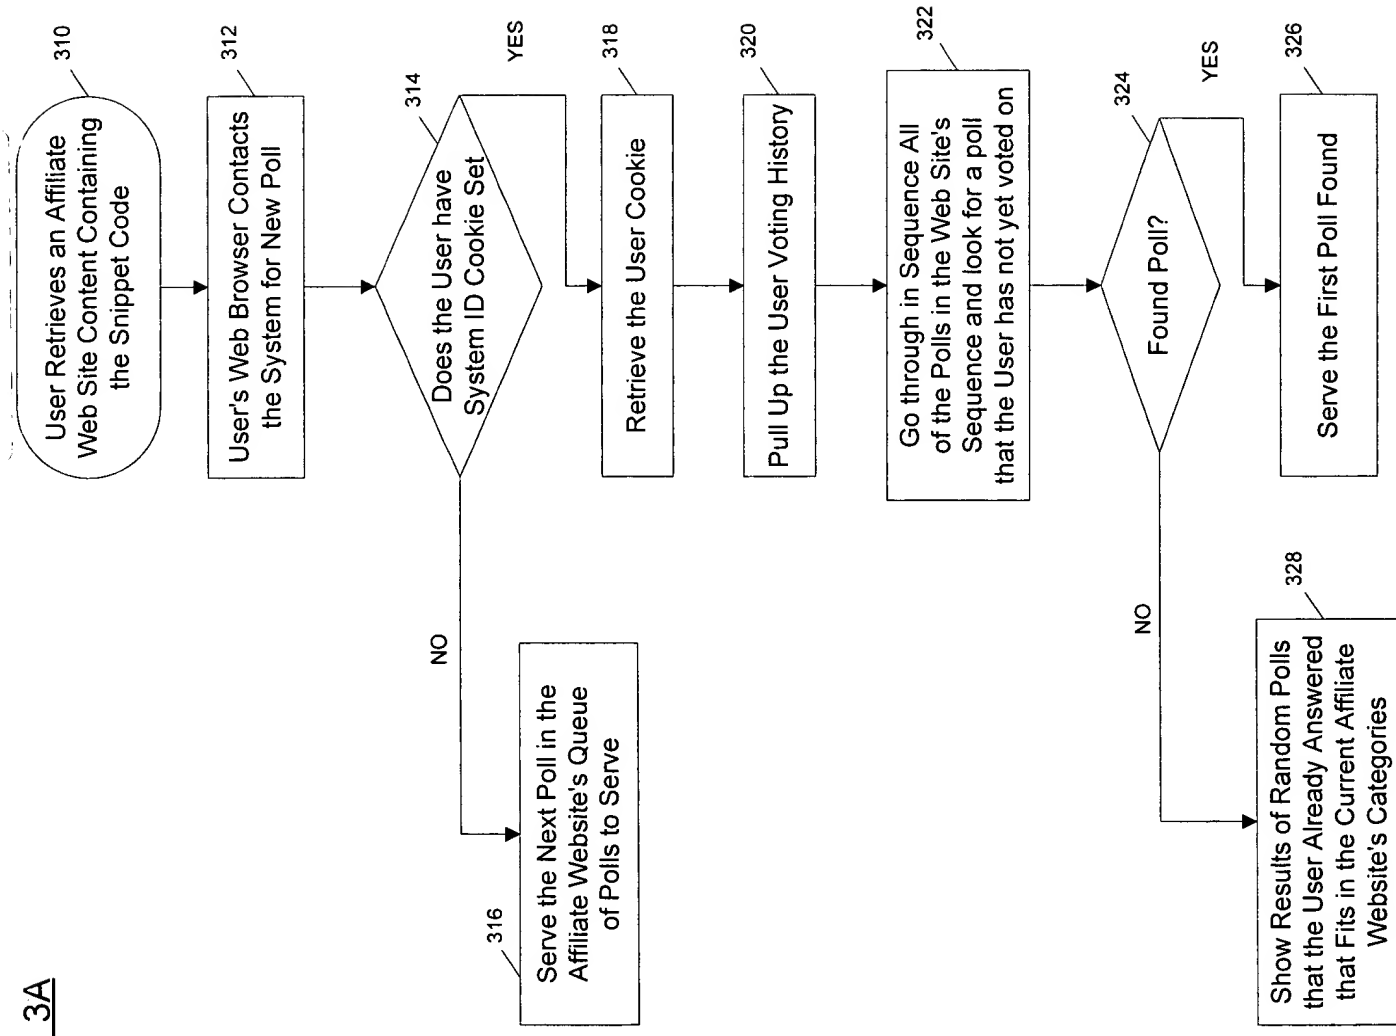 3A
310
User Retrieves an Affiliate
Web Site Content Containing
the Snippet Code
312
User's Web Browser Contacts
the System for New Poll
314
Does the User have
System ID Cookie Set
YES
NO
316
Serve the Next Poll in the
Affiliate Website's Queue
of Polls to Serve
318
Retrieve the User Cookie
320
Pull Up the User Voting History
322
Go through in Sequence All
of the Polls in the Web Site's
Sequence and look for a poll
that the User has not yet voted on
324
Found Poll?
YES
NO
326
Serve the First Poll Found
328
Show Results of Random Polls
that the User Already Answered
that Fits in the Current Affiliate
Website's Categories